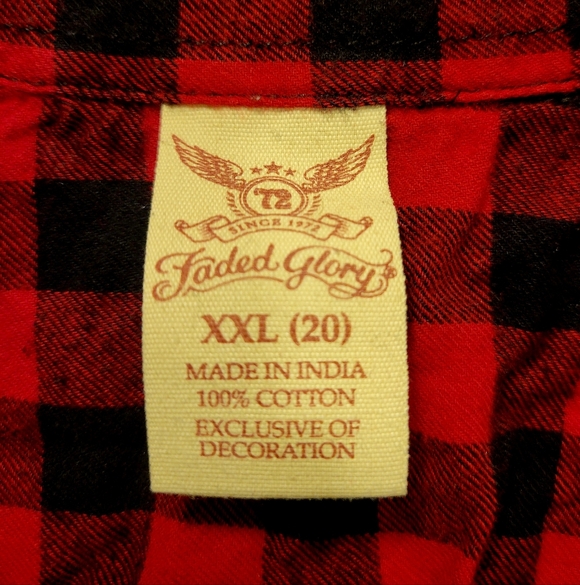 '72
SINCE 1972
Faded Glory
XXL (20)
MADE IN INDIA
100% COTTON
EXCLUSIVE OF
DECORATION